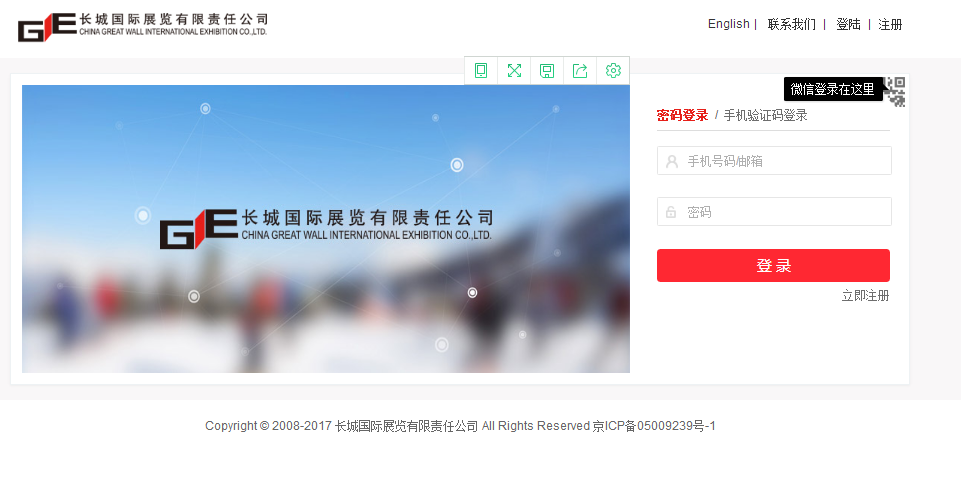 GIE 长城国际展览有限责任公司
CHINA GREAT WALL INTERNATIONAL EXHIBITION CO.,LTD.
English | 联系我们 | 登陆 | 注册
微信登录在这里
密码登录 / 手机验证码登录
手机号码/邮箱
密码
登 录
立即注册
GIE 长城国际展览有限责任公司
CHINA GREAT WALL INTERNATIONAL EXHIBITION CO.,LTD.
Copyright © 2008-2017 长城国际展览有限责任公司 All Rights Reserved 京ICP备05009239号-1